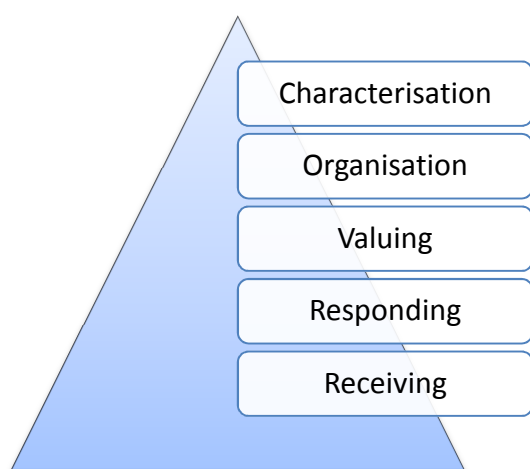 Characterisation
Organisation
Valuing
Responding
Receiving